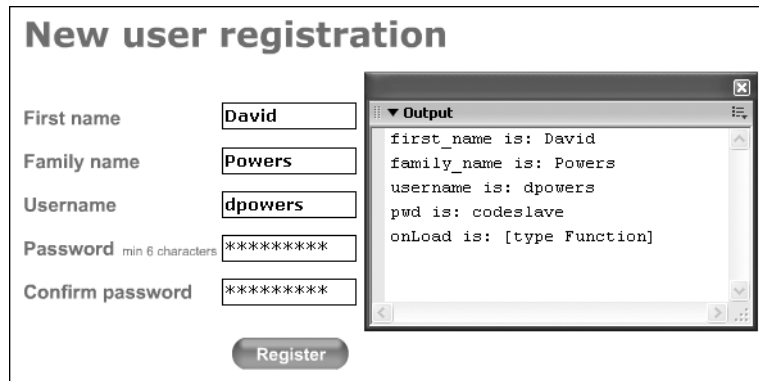 New user registration
First name David
Family name Powers
Username dpowers
Password min 6 characters *********
Confirm password *********
Register
Output
first_name is: David
family_name is: Powers
username is: dpowers
pwd is: codeslave
onLoad is: [type Function]